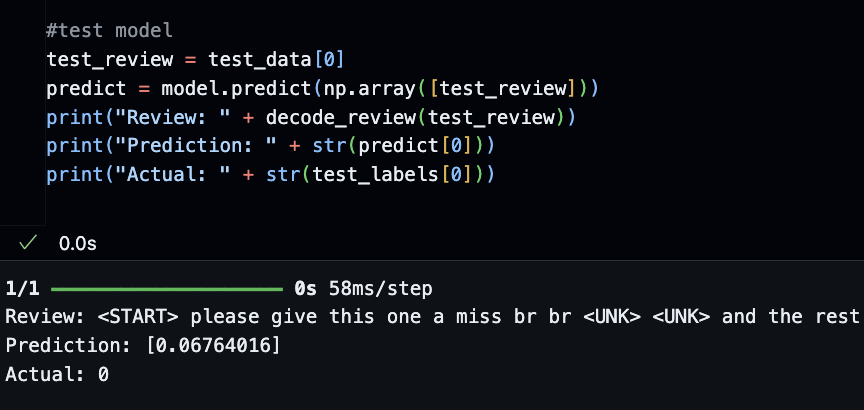 #test model
test_review = test_data[0]
predict = model.predict(np.array([test_review]))
print("Review: " + decode_review(test_review))
print("Prediction: " + str(predict[0]))
print("Actual: " + str(test_labels[0]))
0.0s
1/1 0s 58ms/step
Review: <START> please give this one a miss br br <UNK> <UNK> and the rest
Prediction: [0.06764016]
Actual: 0